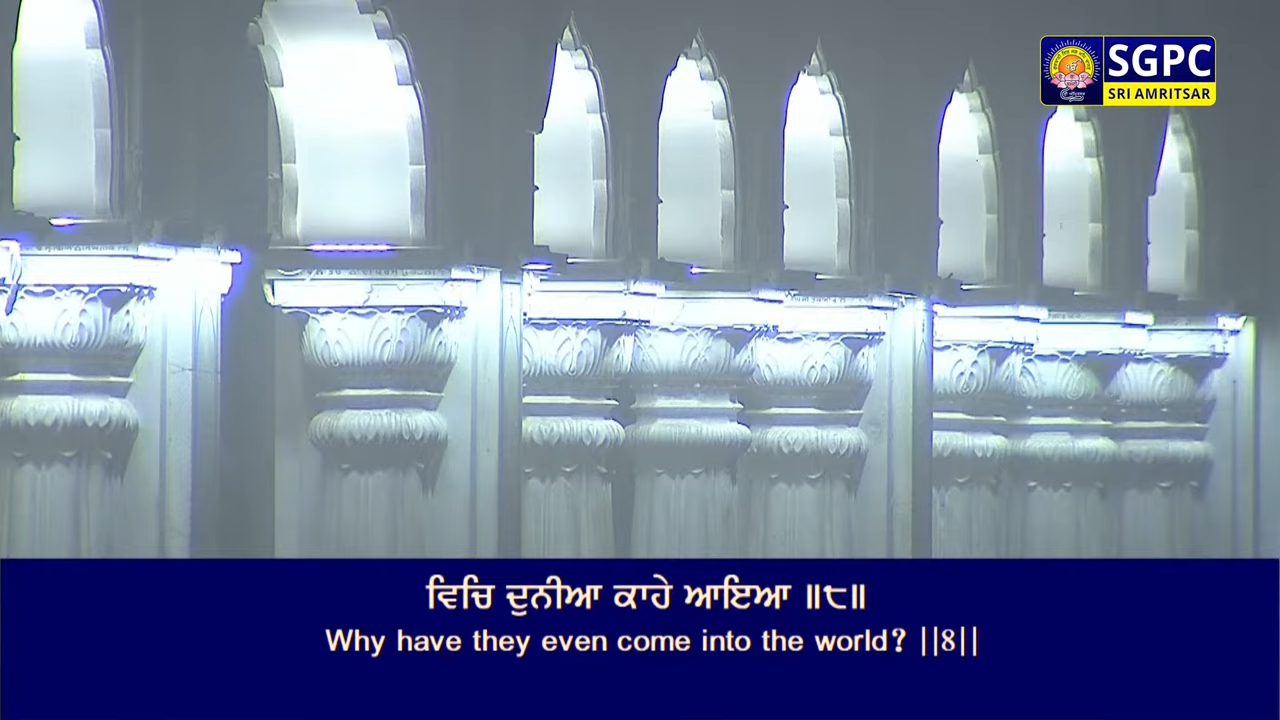 SGPC
SRI AMRITSAR
ਵਿਚਿ ਦੁਨੀਆ ਕਾਹੇ ਆਇਆ ॥੮॥
Why have they even come into the world? ||8||